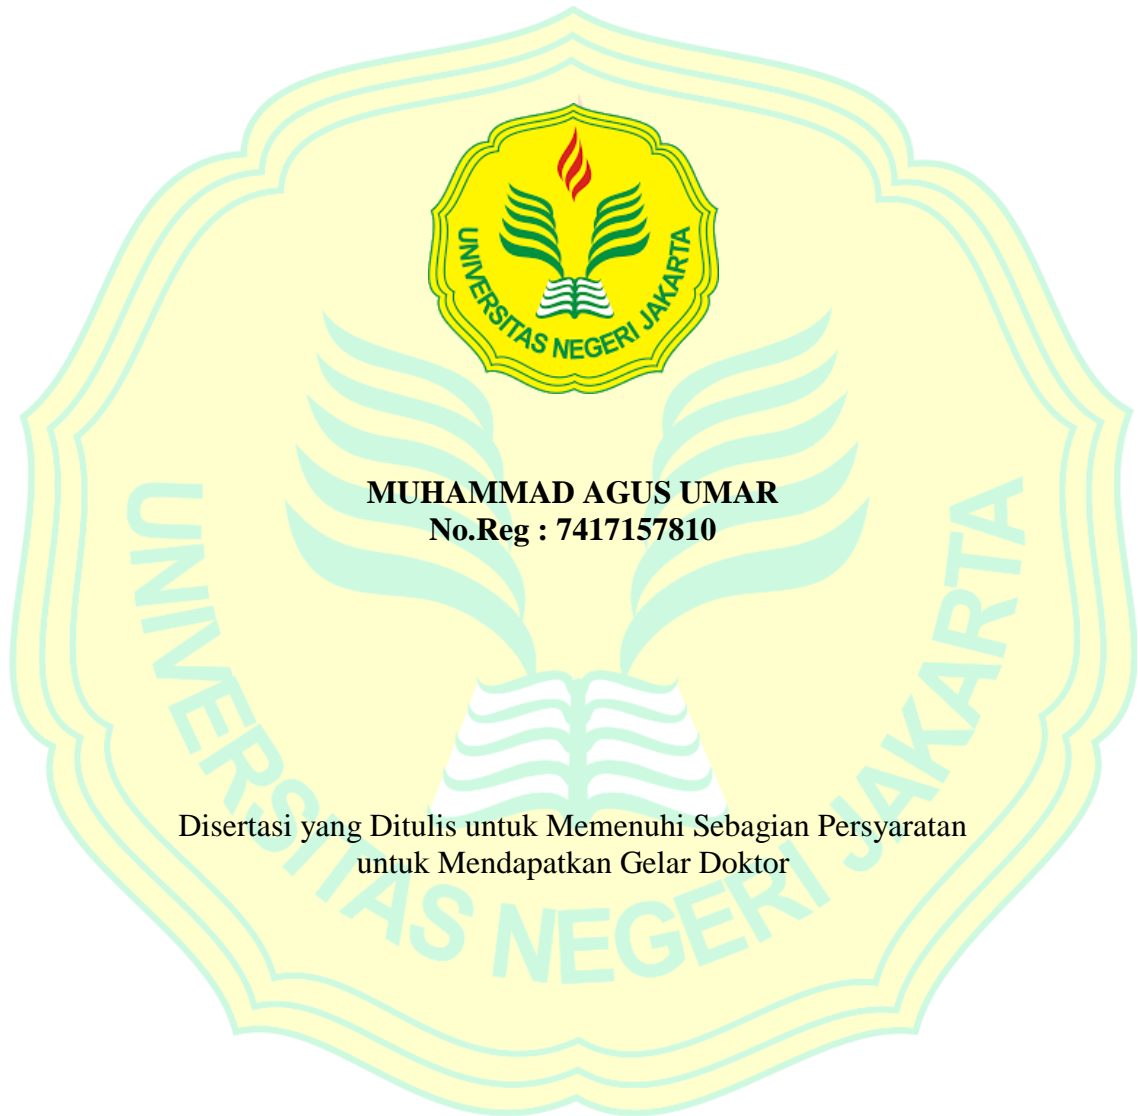 UNIVERSITAS NEGERI JAKARTA
MUHAMMAD AGUS UMAR
No.Reg : 7417157810
Disertasi yang Ditulis untuk Memenuhi Sebagian Persyaratan
untuk Mendapatkan Gelar Doktor
UNIVERSITAS NEGERI JAKARTA